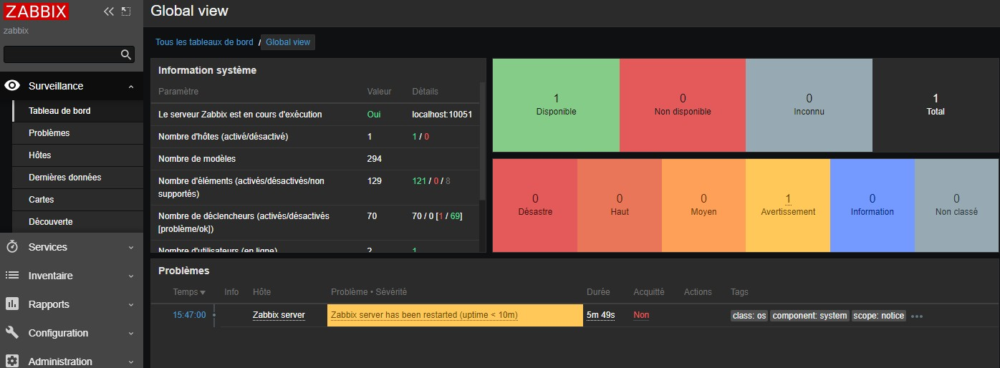 ZABBIX
zabbix
Surveillance
Tableau de bord
Problèmes
Hôtes
Dernières données
Cartes
Découverte
Services
Inventaire
Rapports
Configuration
Administration
Global view
Tous les tableaux de bord / Global view
Information système
Paramètre Valeur Détails
Le serveur Zabbix est en cours d'exécution Oui localhost:10051
Nombre d'hôtes (activé/désactivé) 1 1 / 0
Nombre de modèles 294
Nombre d'éléments (activés/désactivés/non supportés) 129 121 / 0 / 8
Nombre de déclencheurs (activés/désactivés [problème/ok]) 70 70 / 0 [1 / 69]
Nombre d'utilisateurs (en ligne) 2 1
1 0 0 1
Disponible Non disponible Inconnu Total
0 0 0 1 0 0
Désastre Haut Moyen Avertissement Information Non classé
Problèmes
Temps Info Hôte Problème • Sévérité Durée Acquitté Actions Tags
15:47:00 Zabbix server Zabbix server has been restarted (uptime < 10m) 5m 49s Non class: os component: system scope: notice